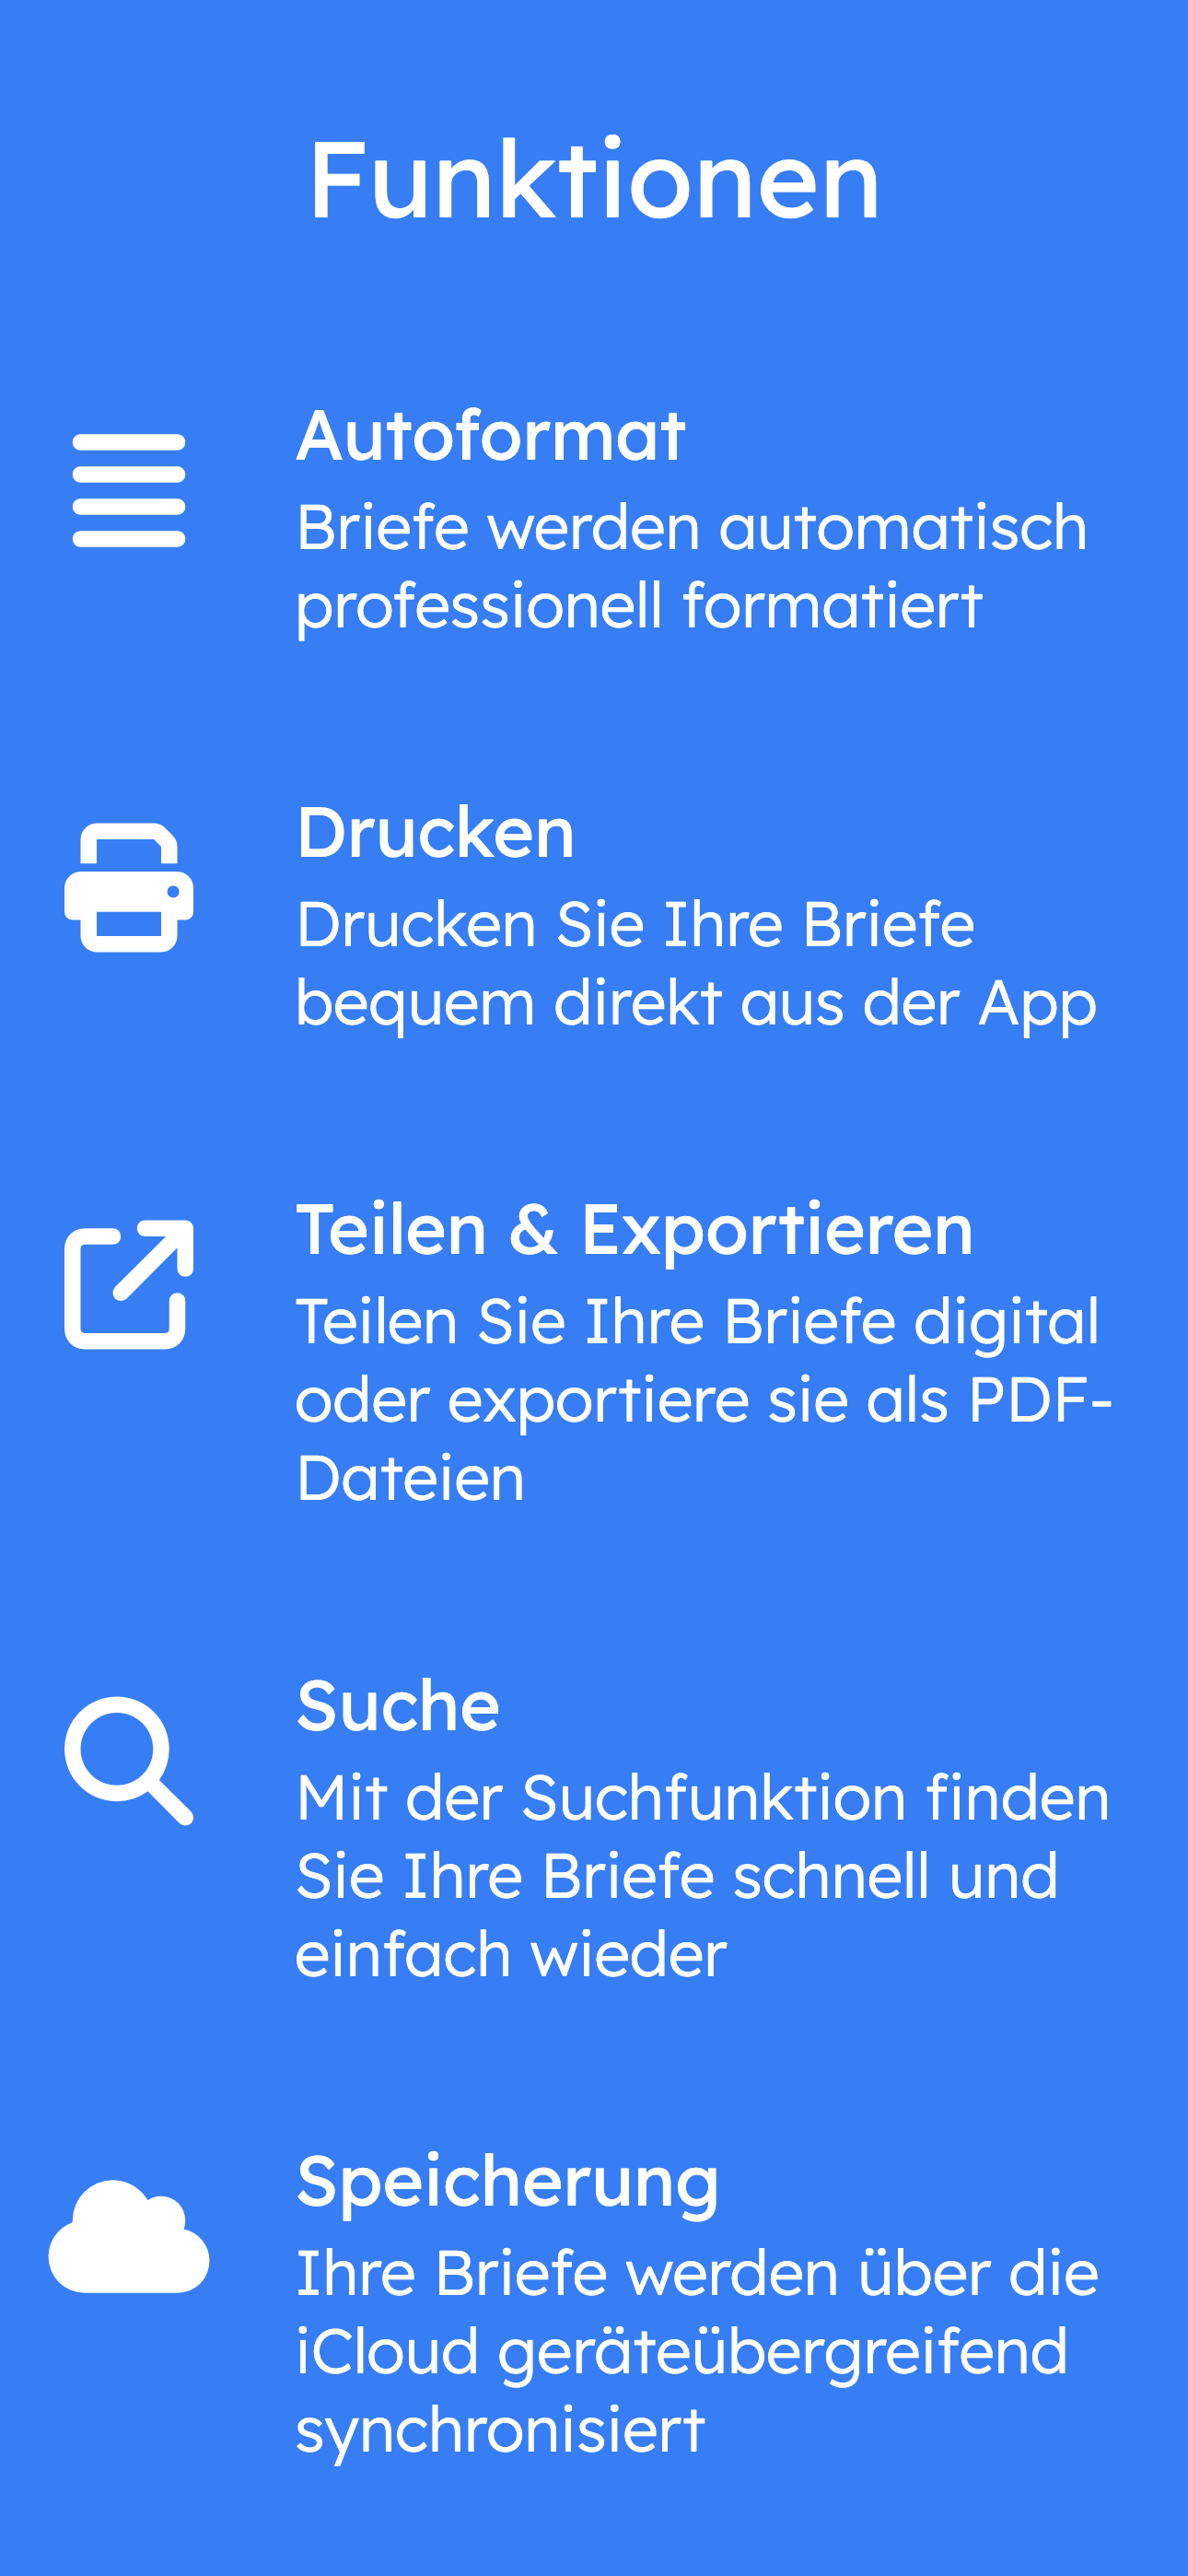 Funktionen
Autoformat
Briefe werden automatisch
professionell formatiert
Drucken
Drucken Sie Ihre Briefe
bequem direkt aus der App
Teilen & Exportieren
Teilen Sie Ihre Briefe digital
oder exportiere sie als PDF-
Dateien
Suche
Mit der Suchfunktion finden
Sie Ihre Briefe schnell und
einfach wieder
Speicherung
Ihre Briefe werden über die
iCloud geräteübergreifend
synchronisiert